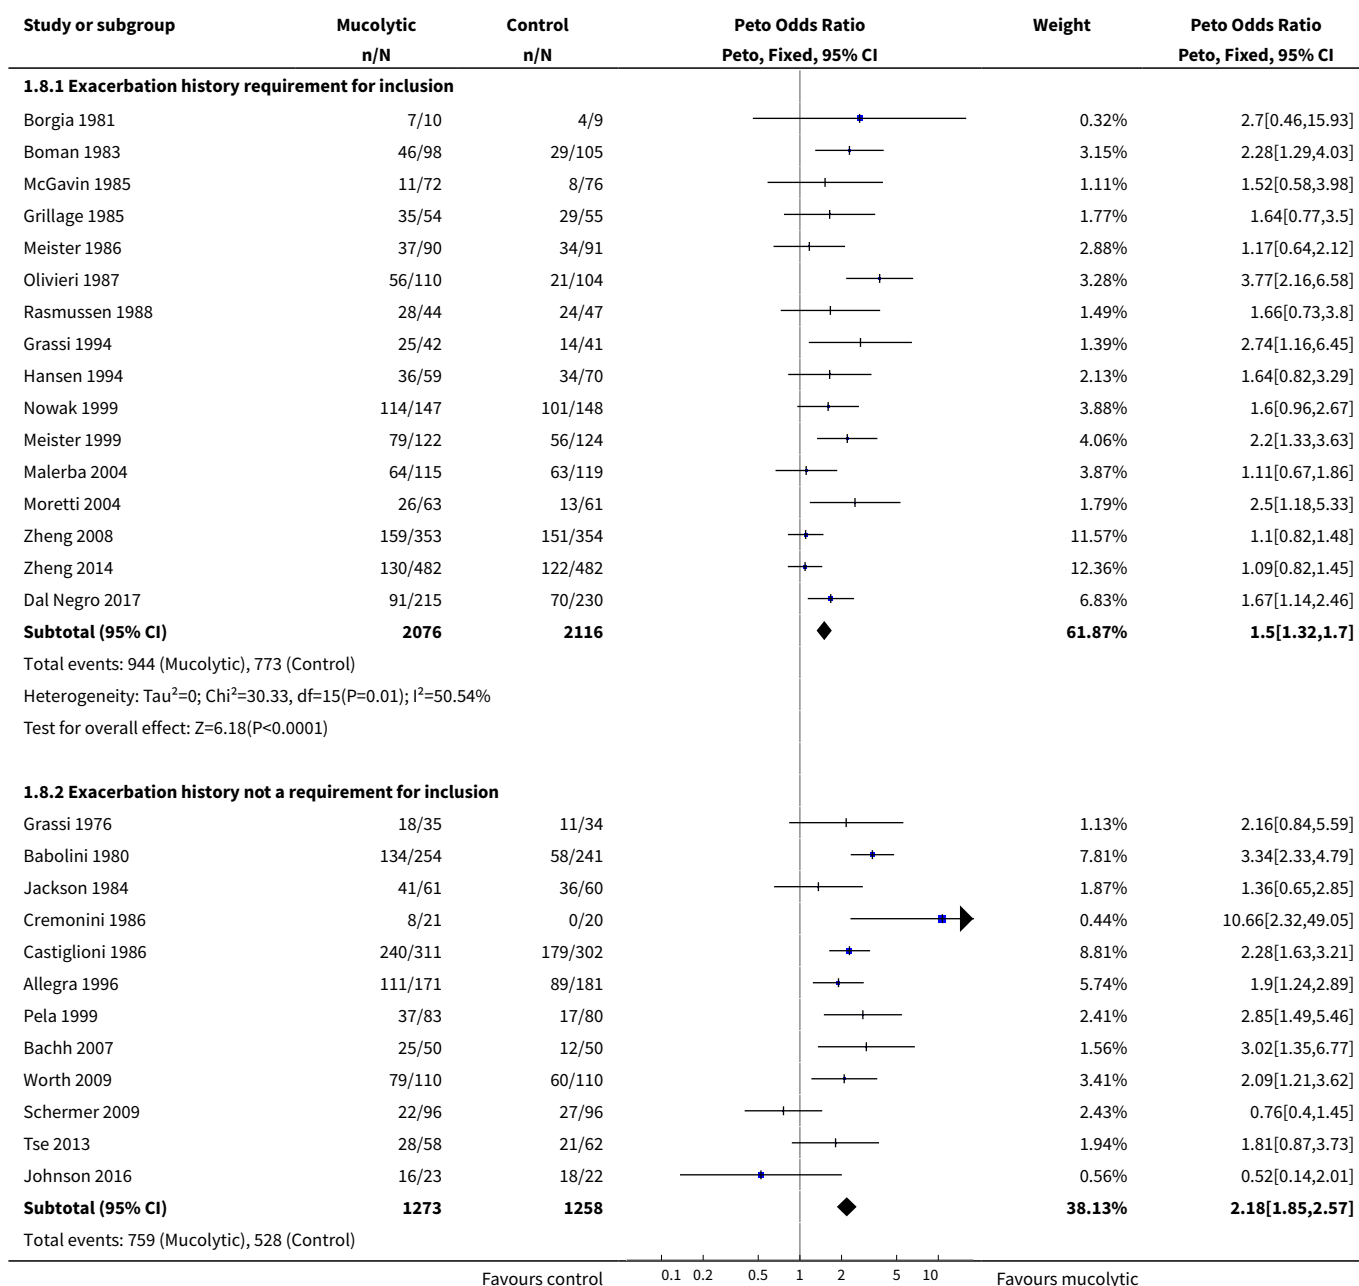 Study or subgroup Mucolytic Control Peto Odds Ratio Weight Peto Odds Ratio
n/N n/N Peto, Fixed, 95% CI Peto, Fixed, 95% CI
1.8.1 Exacerbation history requirement for inclusion
Borgia 1981 7/10 4/9 0.32% 2.7[0.46,15.93]
Boman 1983 46/98 29/105 3.15% 2.28[1.29,4.03]
McGavin 1985 11/72 8/76 1.11% 1.52[0.58,3.98]
Grillage 1985 35/54 29/55 1.77% 1.64[0.77,3.5]
Meister 1986 37/90 34/91 2.88% 1.17[0.64,2.12]
Olivieri 1987 56/110 21/104 3.28% 3.77[2.16,6.58]
Rasmussen 1988 28/44 24/47 1.49% 1.66[0.73,3.8]
Grassi 1994 25/42 14/41 1.39% 2.74[1.16,6.45]
Hansen 1994 36/59 34/70 2.13% 1.64[0.82,3.29]
Nowak 1999 114/147 101/148 3.88% 1.6[0.96,2.67]
Meister 1999 79/122 56/124 4.06% 2.2[1.33,3.63]
Malerba 2004 64/115 63/119 3.87% 1.11[0.67,1.86]
Moretti 2004 26/63 13/61 1.79% 2.5[1.18,5.33]
Zheng 2008 159/353 151/354 11.57% 1.1[0.82,1.48]
Zheng 2014 130/482 122/482 12.36% 1.09[0.82,1.45]
Dal Negro 2017 91/215 70/230 6.83% 1.67[1.14,2.46]
Subtotal (95% CI) 2076 2116 61.87% 1.5[1.32,1.7]
Total events: 944 (Mucolytic), 773 (Control)
Heterogeneity: Tau²=0; Chi²=30.33, df=15(P=0.01); I²=50.54%
Test for overall effect: Z=6.18(P<0.0001)
1.8.2 Exacerbation history not a requirement for inclusion
Grassi 1976 18/35 11/34 1.13% 2.16[0.84,5.59]
Babolini 1980 134/254 58/241 7.81% 3.34[2.33,4.79]
Jackson 1984 41/61 36/60 1.87% 1.36[0.65,2.85]
Cremonini 1986 8/21 0/20 0.44% 10.66[2.32,49.05]
Castiglioni 1986 240/311 179/302 8.81% 2.28[1.63,3.21]
Allegra 1996 111/171 89/181 5.74% 1.9[1.24,2.89]
Pela 1999 37/83 17/80 2.41% 2.85[1.49,5.46]
Bachh 2007 25/50 12/50 1.56% 3.02[1.35,6.77]
Worth 2009 79/110 60/110 3.41% 2.09[1.21,3.62]
Schermer 2009 22/96 27/96 2.43% 0.76[0.4,1.45]
Tse 2013 28/58 21/62 1.94% 1.81[0.87,3.73]
Johnson 2016 16/23 18/22 0.56% 0.52[0.14,2.01]
Subtotal (95% CI) 1273 1258 38.13% 2.18[1.85,2.57]
Total events: 759 (Mucolytic), 528 (Control)
Favours control 0.1 0.2 0.5 1 2 5 10 Favours mucolytic